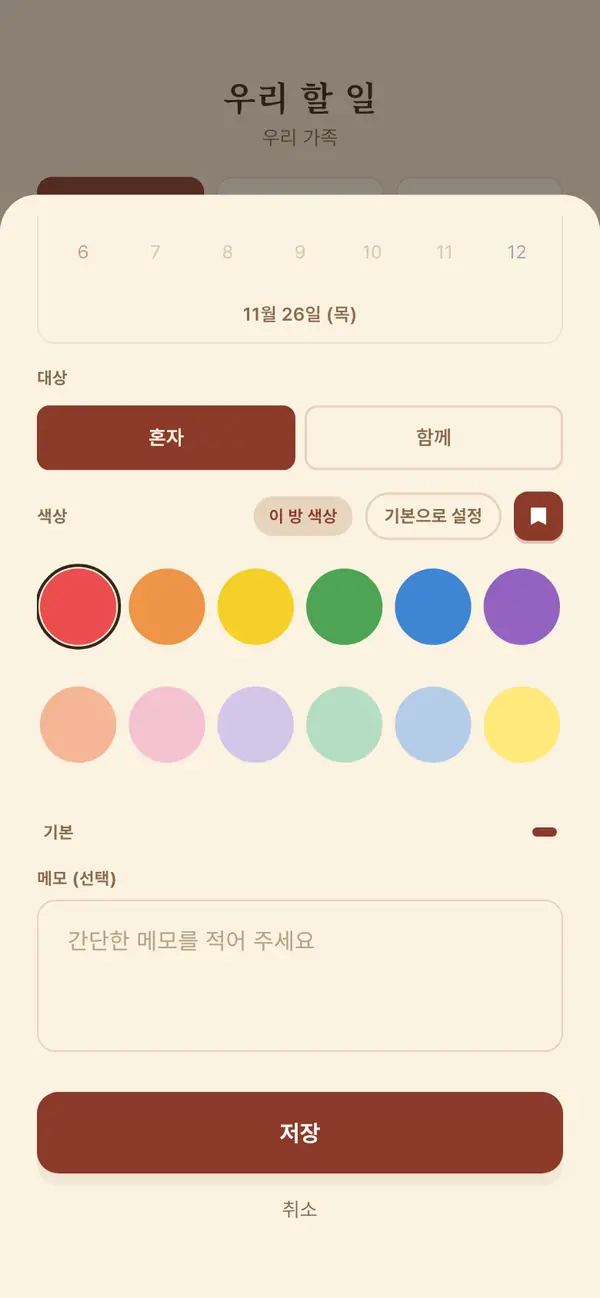 우리 할 일
우리 가족
6 7 8 9 10 11 12
11월 26일 (목)
대상
혼자 함께
색상 이 방 색상 기본으로 설정
기본
메모 (선택)
간단한 메모를 적어 주세요
저장
취소